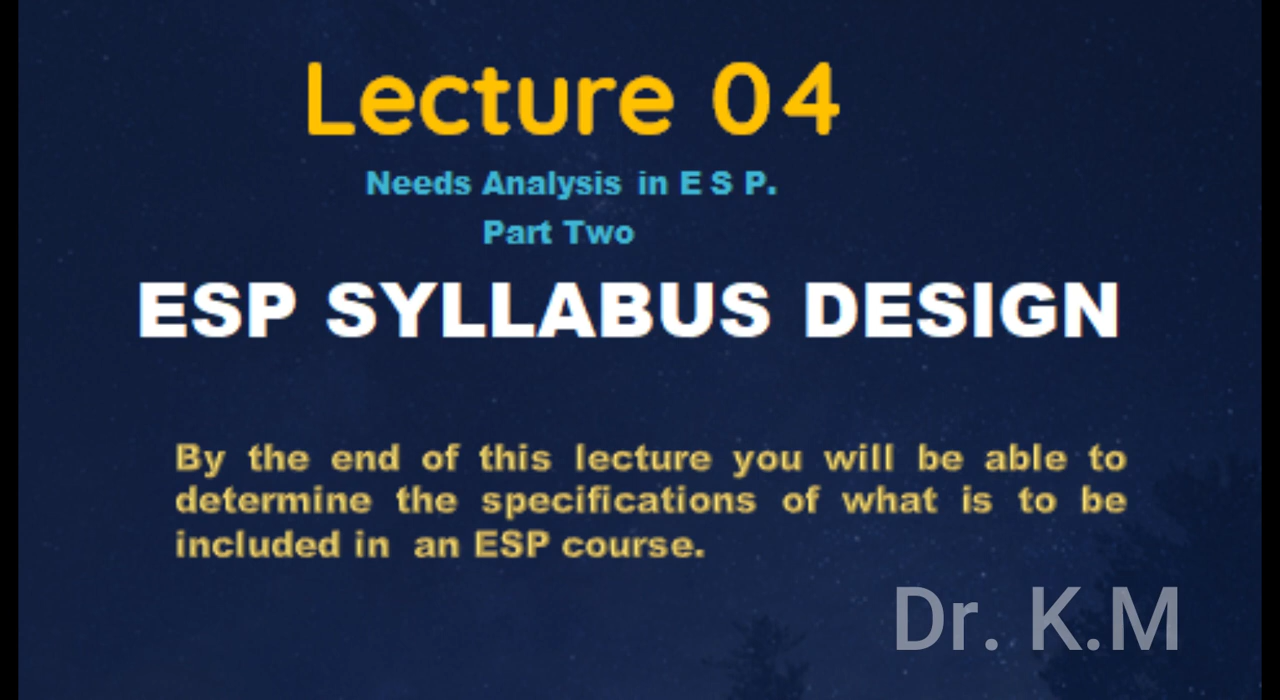 Lecture 04
Needs Analysis in E S P.
Part Two
ESP SYLLABUS DESIGN
By the end of this lecture you will be able to
determine the specifications of what is to be
included in an ESP course.
Dr. K.M